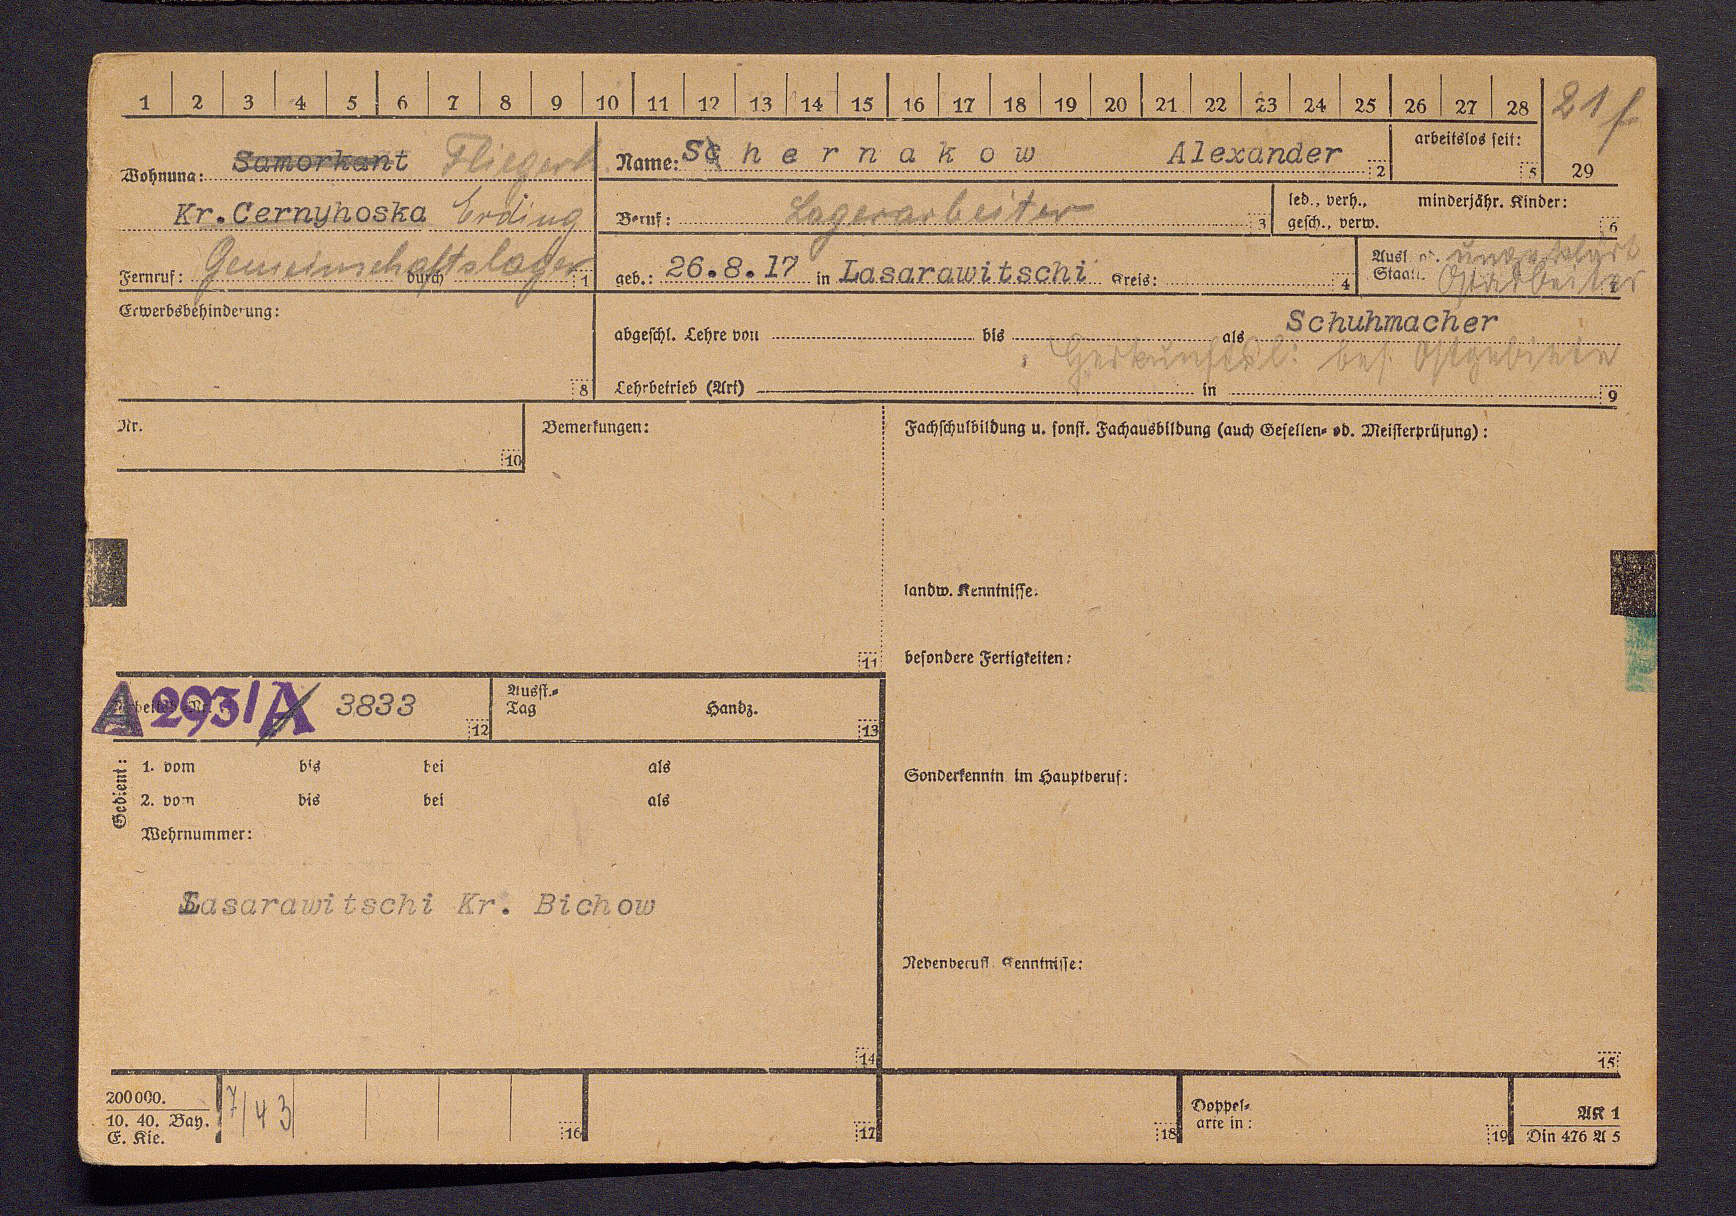 1 2 3 4 5 6 7 8 9 10 11 12 13 14 15 16 17 18 19 20 21 22 23 24 25 26 27 28 21f
Wohnung: Samorkant Fliegerh.
Name: Schernakow Alexander 2
arbeitslos seit: 5 29
Kr.Cernyhoska Erding
Beruf: Lagerarbeiter 3
led., verh., gesch., verw. minderjähr. Kinder: 6
Fernruf: Gemeinschaftslager durch 1
geb.: 26.8.17 in Lasarawitschi Kreis: 4
Ausl. od. Staatl. ungeklärt
Ostarbeiter
Erwerbsbehinderung: 8
abgeschl. Lehre von bis als Schuhmacher
Herkunftsl: bes. Ostgebiete
Lehrbetrieb (Art) in 9
Nr. 10
Bemerkungen: 11
Fachschulbildung u. sonst. Fachausbildung (auch Gesellen- od. Meisterprüfung):
landw. Kenntnisse:
besondere Fertigkeiten:
A 293/A 3833 12
Ausst.-Tag Handz. 13
Gedient:
1. vom bis bei als
2. vom bis bei als
Wehrnummer:
Sonderkenntn. im Hauptberuf:
Lasarawitschi Kr. Bichow
Nebenberufl. Kenntnisse:
14
15
200000.
10. 40. Bay.
E. Kie.
7/43
16 17 18
Doppel-
arte in: 19
AK 1
Din 476 A 5